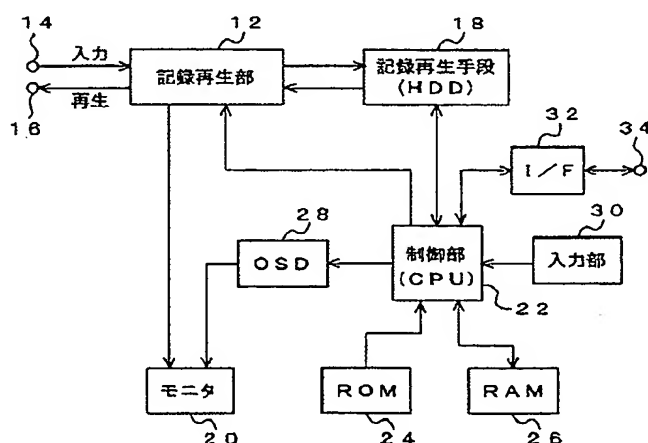 14
入力
12
記録再生部
18
記録再生手段
(HDD)
再生
16
32
34
I/F
30
入力部
28
OSD
制御部
(CPU)
22
モニタ
20
ROM
24
RAM
26